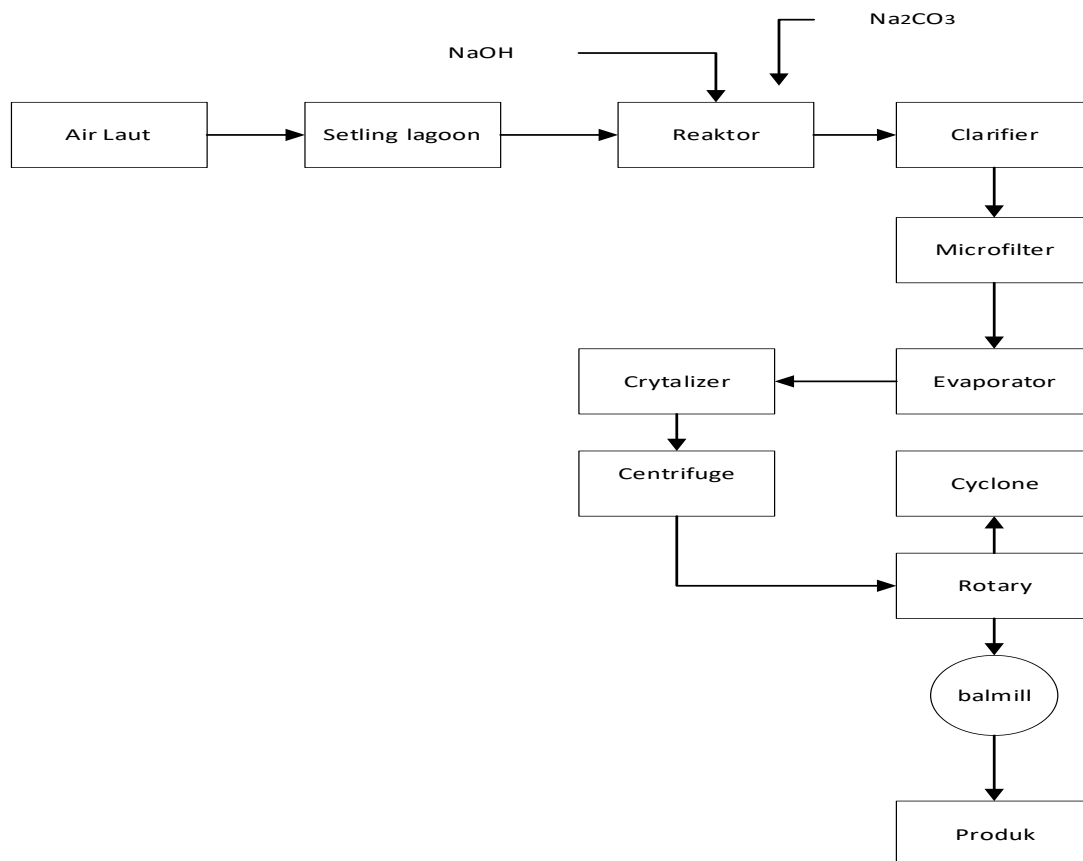 Na2CO3
NaOH
Air Laut
Setling lagoon
Reaktor
Clarifier
Microfilter
Crytalizer
Evaporator
Centrifuge
Cyclone
Rotary
balmill
Produk